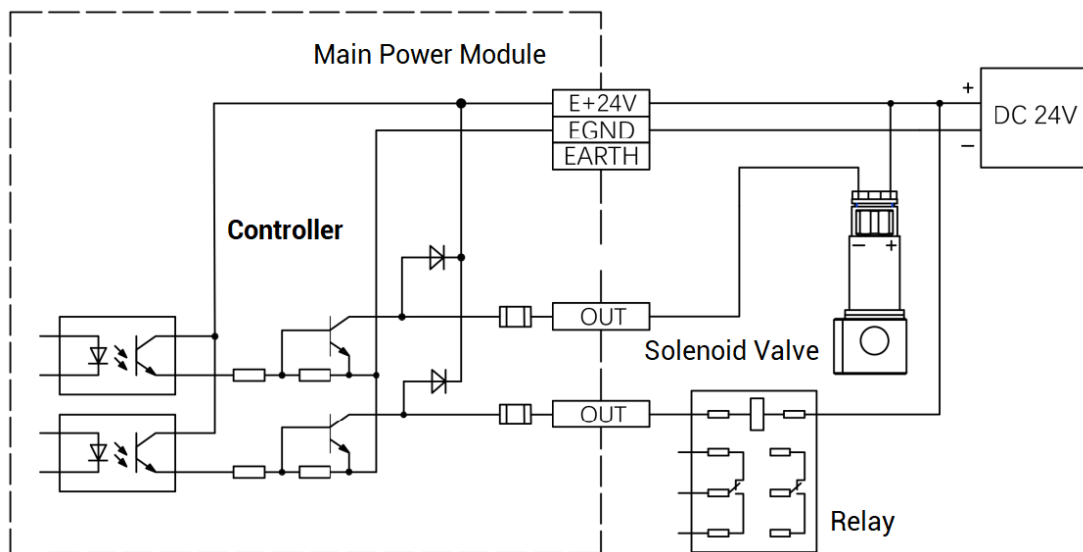 Main Power Module
E+24V
EGND
EARTH
+
−
DC 24V
Controller
− +
OUT
Solenoid Valve
OUT
Relay